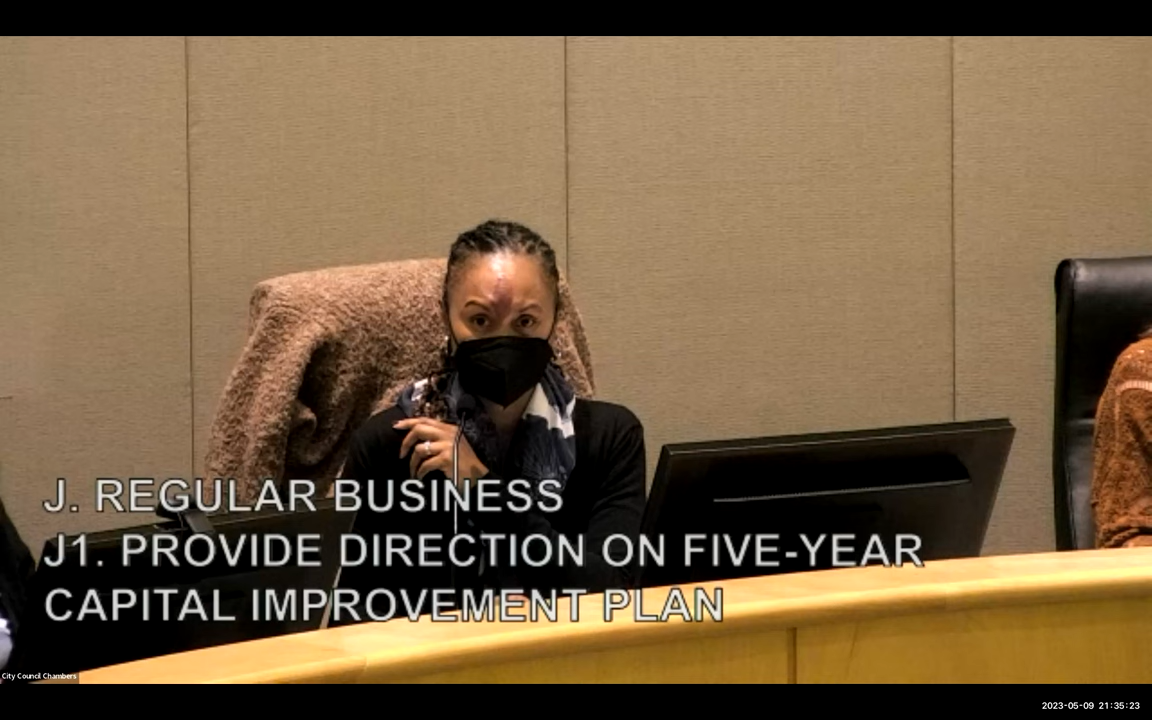 J. REGULAR BUSINESS
J1. PROVIDE DIRECTION ON FIVE-YEAR
CAPITAL IMPROVEMENT PLAN
City Council Chambers
2023-05-09 21:35:23